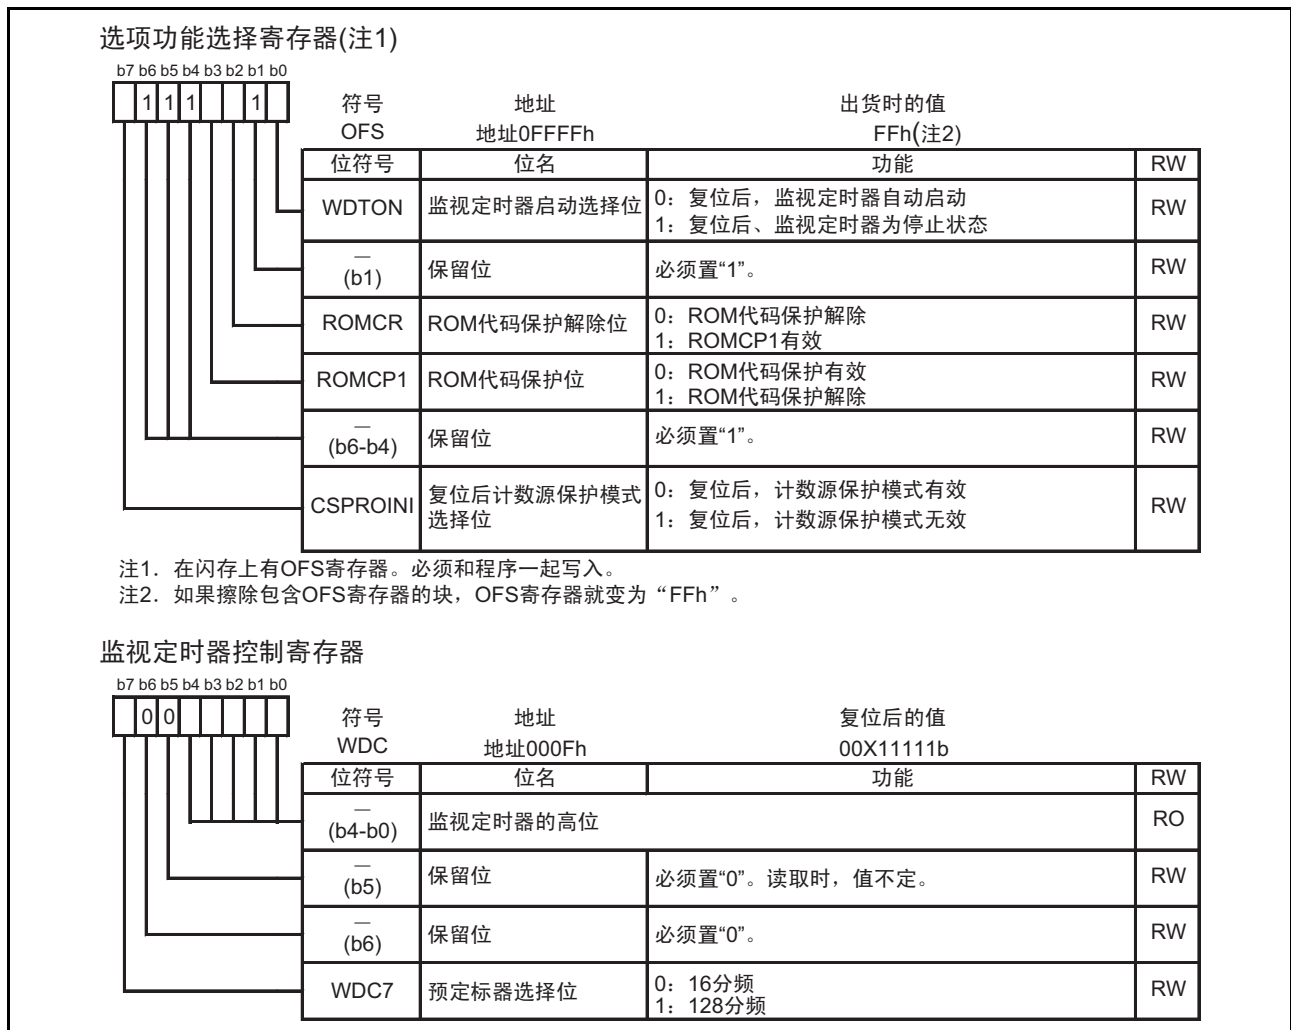 选项功能选择寄存器(注1)
b7 b6 b5 b4 b3 b2 b1 b0
1 1 1 1
符号 地址 出货时的值
OFS 地址0FFFFh FFh(注2)
位符号 位名 功能 RW
WDTON 监视定时器启动选择位 0：复位后，监视定时器自动启动 RW
1：复位后、监视定时器为停止状态
— (b1) 保留位 必须置“1”。 RW
ROMCR ROM代码保护解除位 0：ROM代码保护解除 RW
1：ROMCP1有效
ROMCP1 ROM代码保护位 0：ROM代码保护有效 RW
1：ROM代码保护解除
— (b6-b4) 保留位 必须置“1”。 RW
CSPROINI 复位后计数源保护模式 0：复位后，计数源保护模式有效 RW
选择位 1：复位后，计数源保护模式无效
注1．在闪存上有OFS寄存器。必须和程序一起写入。
注2．如果擦除包含OFS寄存器的块，OFS寄存器就变为“FFh”。
监视定时器控制寄存器
b7 b6 b5 b4 b3 b2 b1 b0
0 0
符号 地址 复位后的值
WDC 地址000Fh 00X11111b
位符号 位名 功能 RW
— (b4-b0) 监视定时器的高位 RO
— (b5) 保留位 必须置“0”。读取时，值不定。 RW
— (b6) 保留位 必须置“0”。 RW
WDC7 预定标器选择位 0：16分频 RW
1：128分频